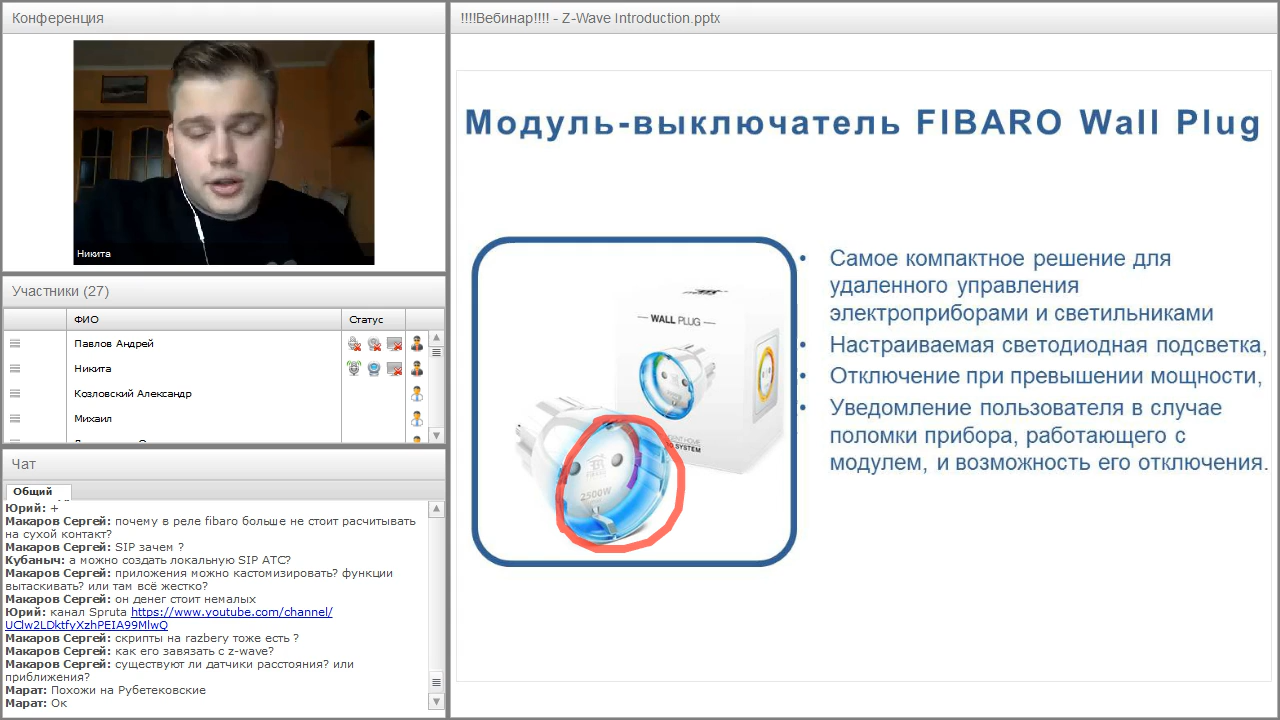 Конференция
Никита
Участники (27)
ФИО
Статус
Павлов Андрей
Никита
Козловский Александр
Михаил
Чат
Общий
Юрий: +
Макаров Сергей: почему в реле fibaro больше не стоит расчитывать
на сухой контакт?
Макаров Сергей: SIP зачем ?
Кубаныч: а можно создать локальную SIP АТС?
Макаров Сергей: приложения можно кастомизировать? функции
вытаскивать? или там всё жестко?
Макаров Сергей: он денег стоит немалых
Юрий: канал Spruta https://www.youtube.com/channel/
UClw2LDktfyXzhPEIA99MlwQ
Макаров Сергей: скрипты на razbery тоже есть ?
Макаров Сергей: как его завязать с z-wave?
Макаров Сергей: существуют ли датчики расстояния? или
приближения?
Марат: Похожи на Рубетековские
Марат: Ок
!!!!Вебинар!!!! - Z-Wave Introduction.pptx
Модуль-выключатель FIBARO Wall Plug
WALL PLUG
2500W
• Самое компактное решение для
удаленного управления
электроприборами и светильниками
• Настраиваемая светодиодная подсветка,
• Отключение при превышении мощности,
• Уведомление пользователя в случае
поломки прибора, работающего с
модулем, и возможность его отключения.